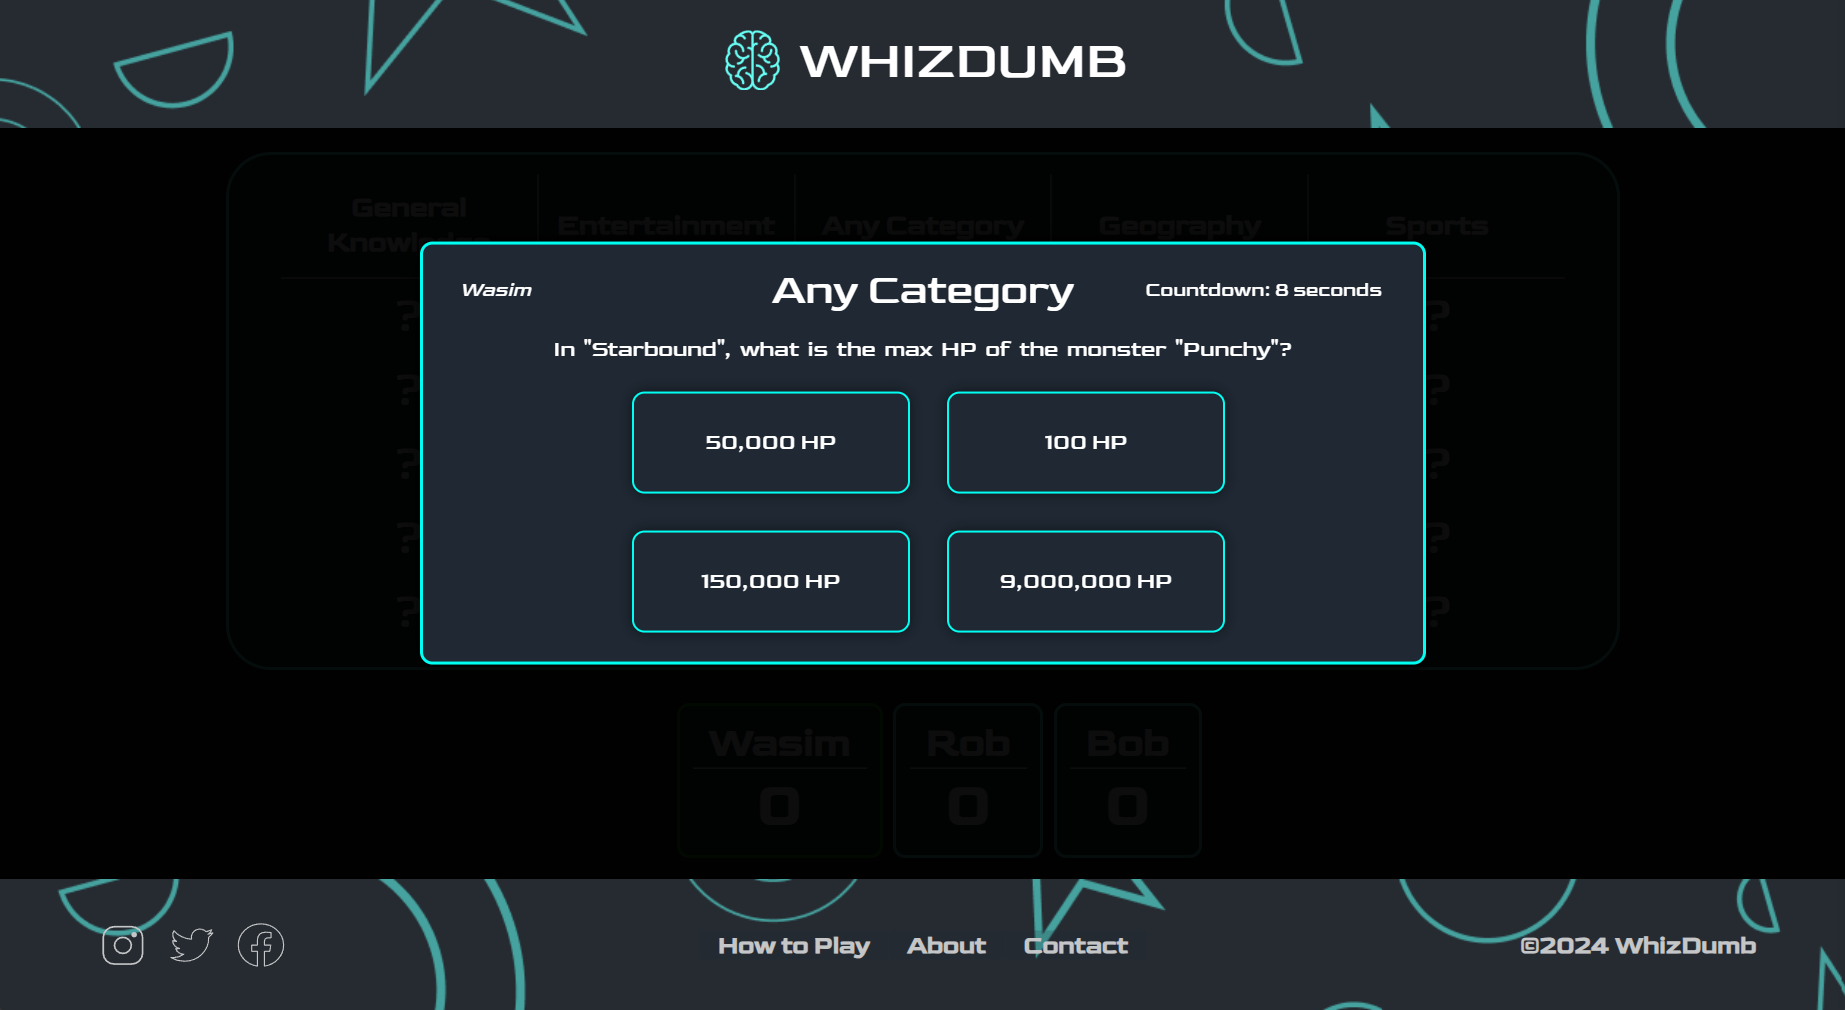 WHIZDUMB
General
Entertainment
Any Category
Geography
Sports
Wasim
Any Category
Countdown: 8 seconds
In "Starbound", what is the max HP of the monster "Punchy"?
50,000 HP
100 HP
150,000 HP
9,000,000 HP
?
?
?
?
?
?
?
?
?
?
Wasim
Rob
Bob
0
0
0
How to Play
About
Contact
©2024 WhizDumb